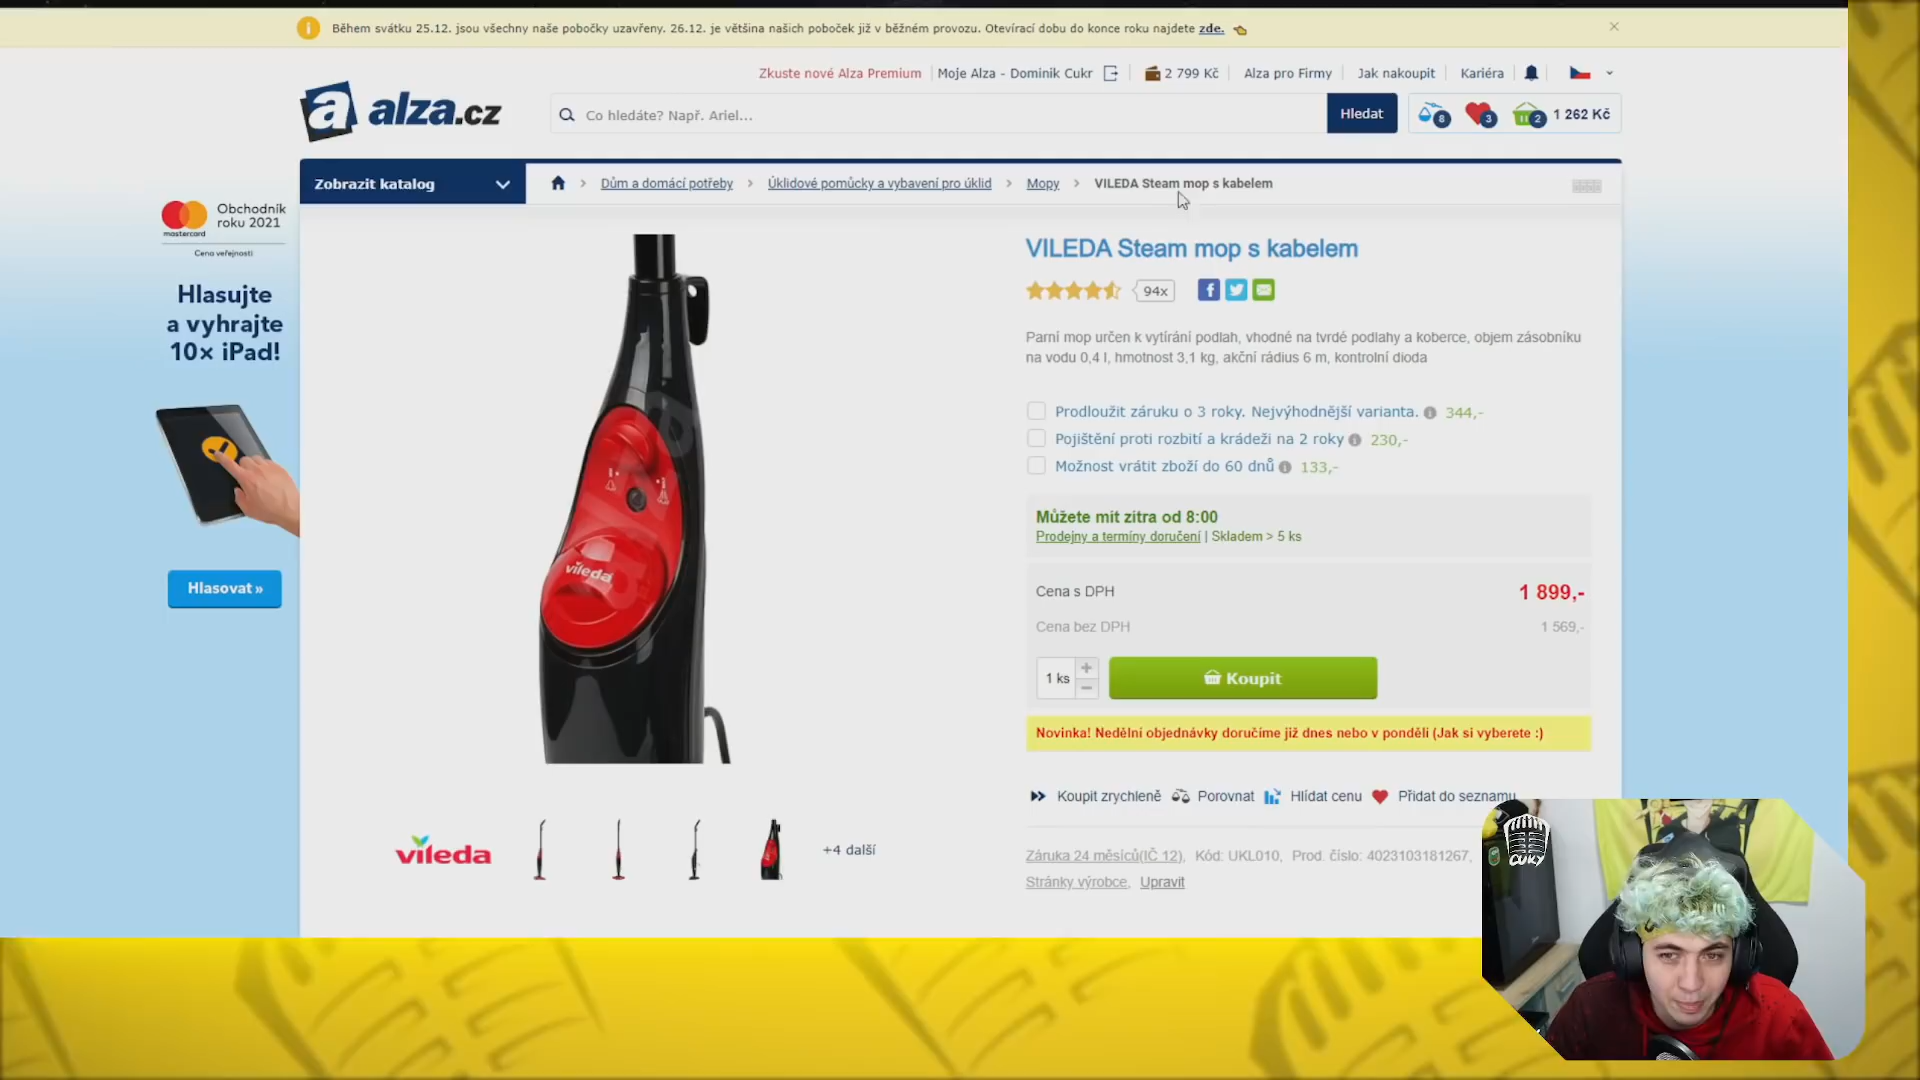 Během svátku 25.12. jsou všechny naše pobočky uzavřeny. 26.12. je většina našich poboček již v běžném provozu. Otevírací dobu do konce roku najdete zde.
Zkuste nové Alza Premium
Moje Alza - Dominik Cukr
2 799 Kč
Alza pro Firmy
Jak nakoupit
Kariéra
alza.cz
Co hledáte? Např. Ariel...
Hledat
8
3
2
1 262 Kč
Zobrazit katalog
Dům a domácí potřeby
Úklidové pomůcky a vybavení pro úklid
Mopy
VILEDA Steam mop s kabelem
mastercard
Obchodník
roku 2021
Cena veřejnosti
Hlasujte
a vyhrajte
10× iPad!
Hlasovat »
vileda
VILEDA Steam mop s kabelem
94x
Parní mop určen k vytírání podlah, vhodné na tvrdé podlahy a koberce, objem zásobníku
na vodu 0,4 l, hmotnost 3,1 kg, akční rádius 6 m, kontrolní dioda
Prodloužit záruku o 3 roky. Nejvýhodnější varianta. 344,-
Pojištění proti rozbití a krádeži na 2 roky 230,-
Možnost vrátit zboží do 60 dnů 133,-
Můžete mít zítra od 8:00
Prodejny a termíny doručení | Skladem > 5 ks
Cena s DPH 1 899,-
Cena bez DPH 1 569,-
1 ks
Koupit
Novinka! Nedělní objednávky doručíme již dnes nebo v pondělí (Jak si vyberete :)
Koupit zrychleně
Porovnat
Hlídat cenu
Přidat do seznamu
vileda
+4 další
Záruka 24 měsíců(IČ 12), Kód: UKL010, Prod. číslo: 4023103181267,
Stránky výrobce, Upravit
CUKY